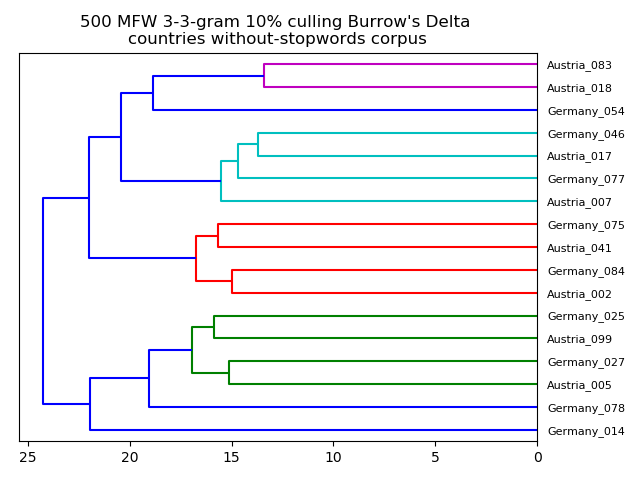 500 MFW 3-3-gram 10% culling Burrow's Delta
countries without-stopwords corpus
Austria_083
Austria_018
Germany_054
Germany_046
Austria_017
Germany_077
Austria_007
Germany_075
Austria_041
Germany_084
Austria_002
Germany_025
Austria_099
Germany_027
Austria_005
Germany_078
Germany_014
25 20 15 10 5 0